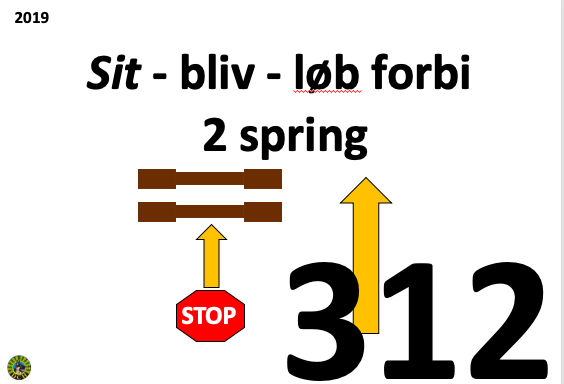 2019
Sit - bliv - løb forbi
2 spring
STOP
312